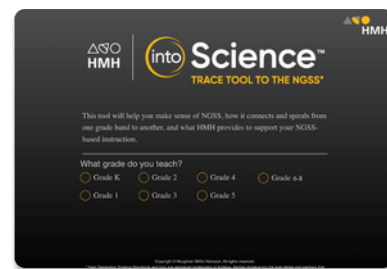 HMH
HMH
into Science™
TRACE TOOL TO THE NGSS*
This tool will help you make sense of NGSS, how it connects and spirals from
one grade band to another, and what HMH provides to support your NGSS-
based instruction.
What grade do you teach?
Grade K Grade 2 Grade 4 Grade 6-8
Grade 1 Grade 3 Grade 5